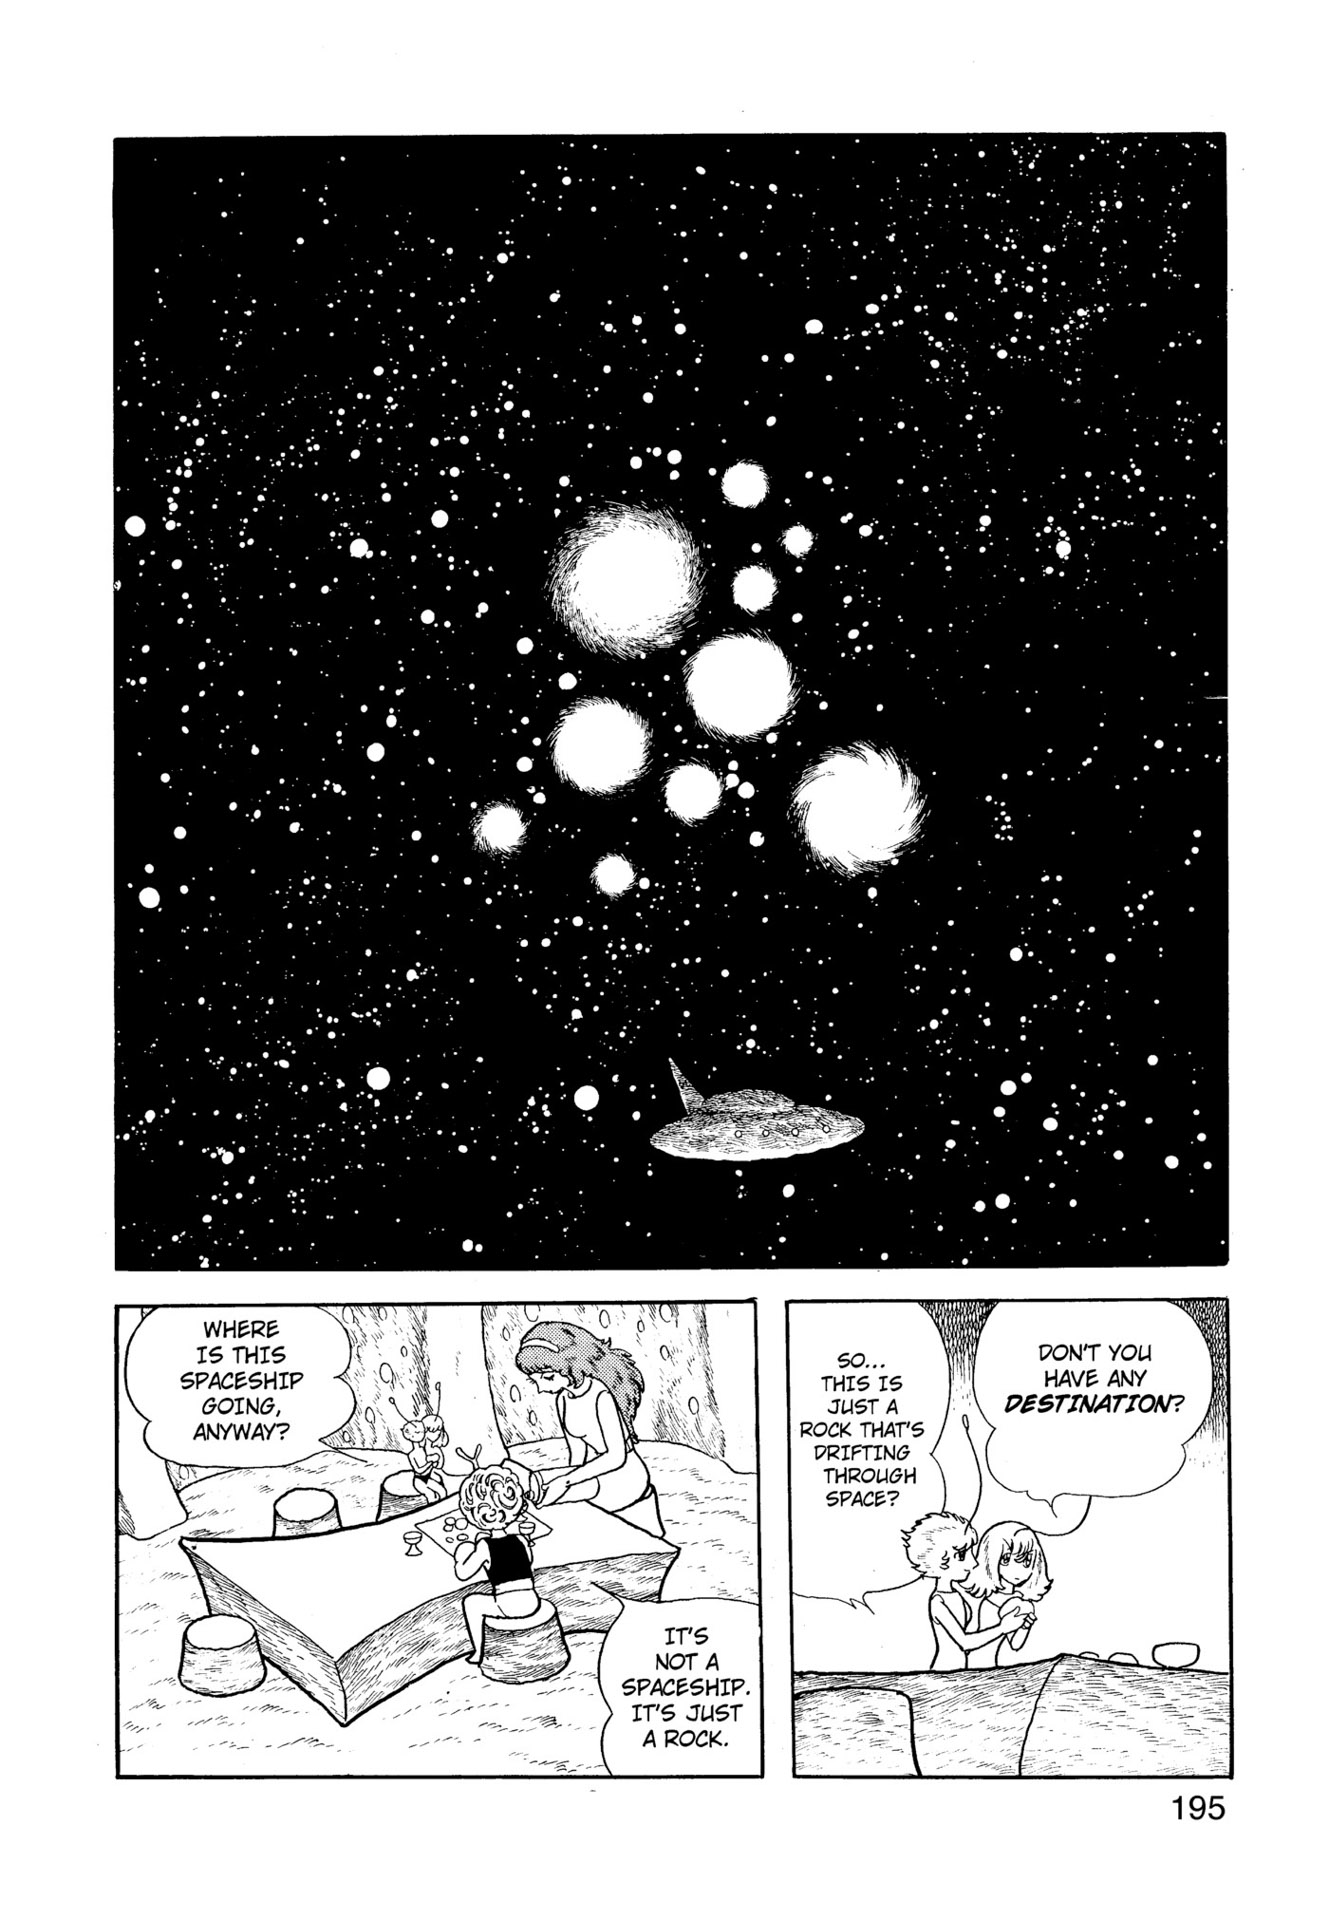 WHERE
IS THIS
SPACESHIP
GOING,
ANYWAY?
IT'S
NOT A
SPACESHIP.
IT'S JUST
A ROCK.
SO...
THIS IS
JUST A
ROCK THAT'S
DRIFTING
THROUGH
SPACE?
DON'T YOU
HAVE ANY
DESTINATION?
195